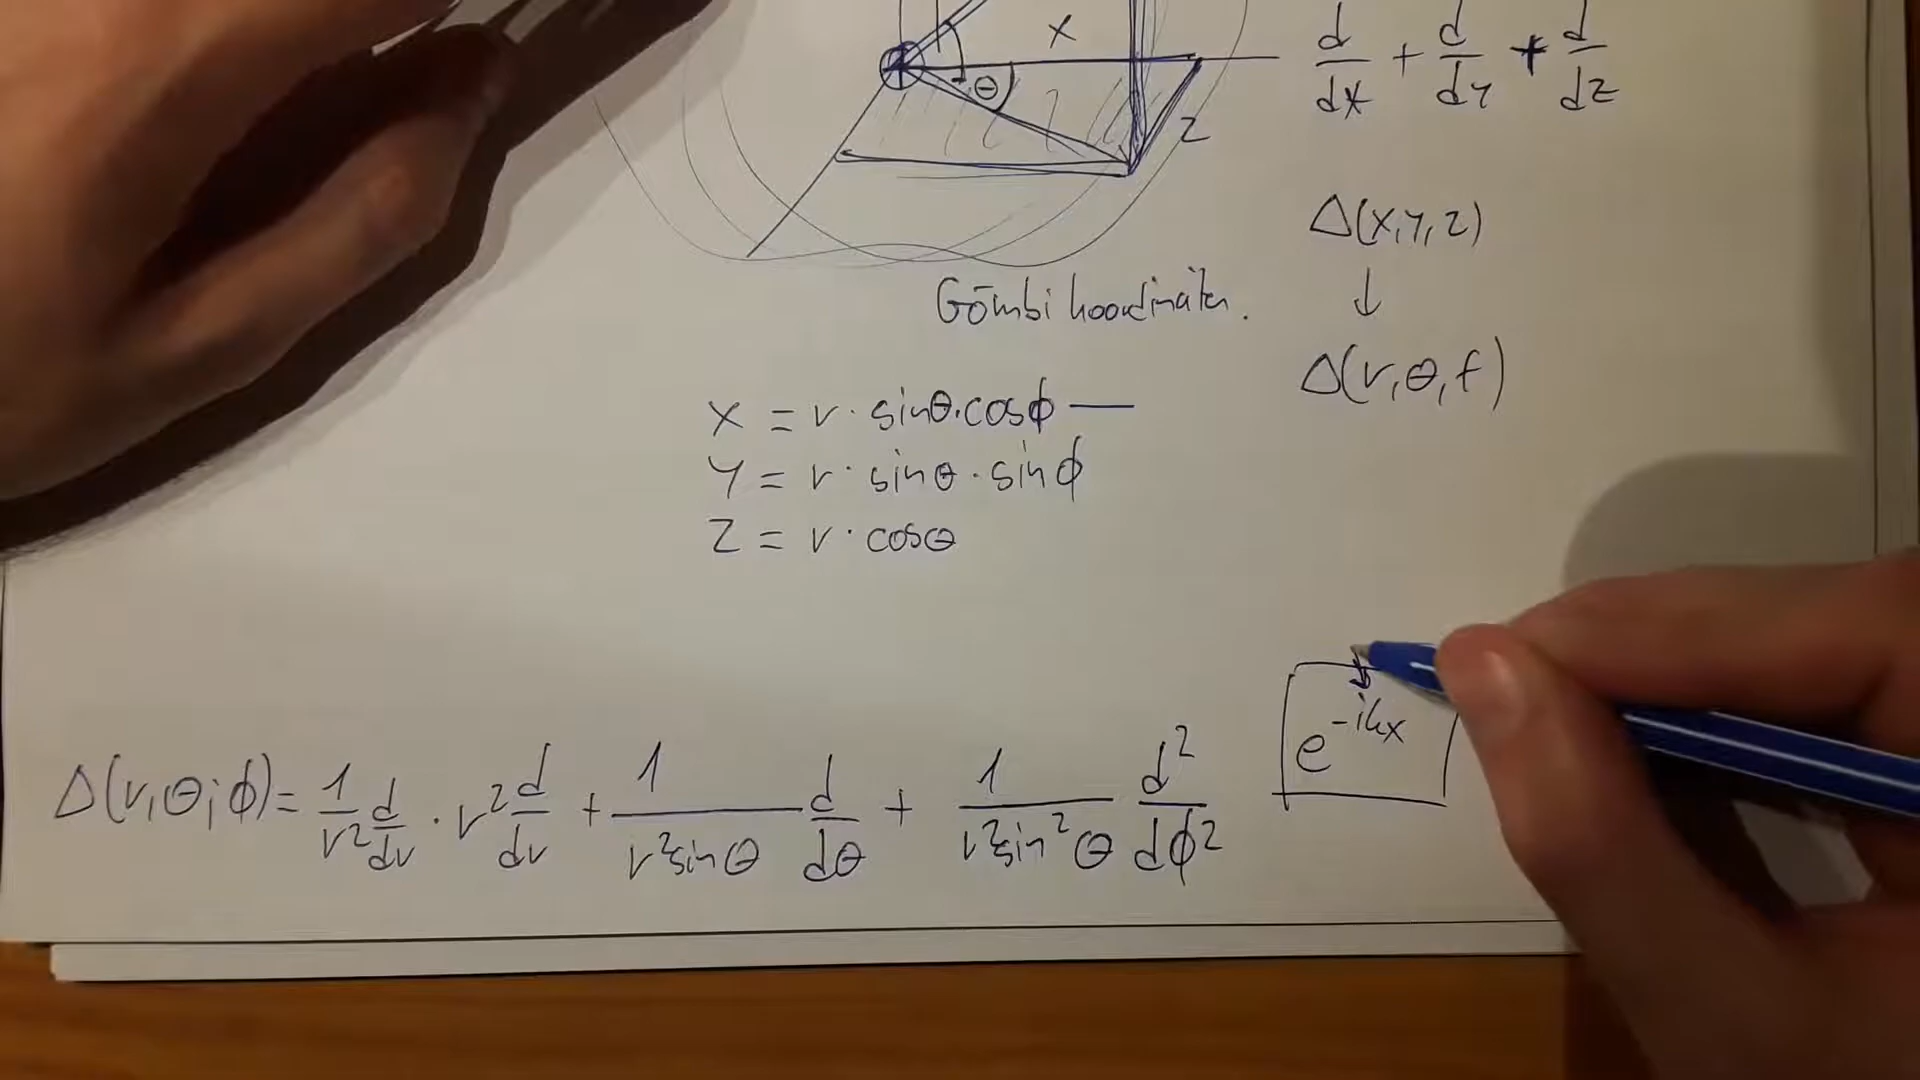 x
θ
z
d/dx + d/dy + d/dz
Δ(x,y,z)
↓
Δ(r,θ,f)
Gömbi koordináta.
x = r · sinθ.cosϕ —
y = r · sinθ · sinϕ
z = r · cosθ
e^-ikx
Δ(r,θ;ϕ)= 1/r² d/dr · r² d/dr + 1/r²sinθ d/dθ + 1/r²sin²θ d²/dϕ²